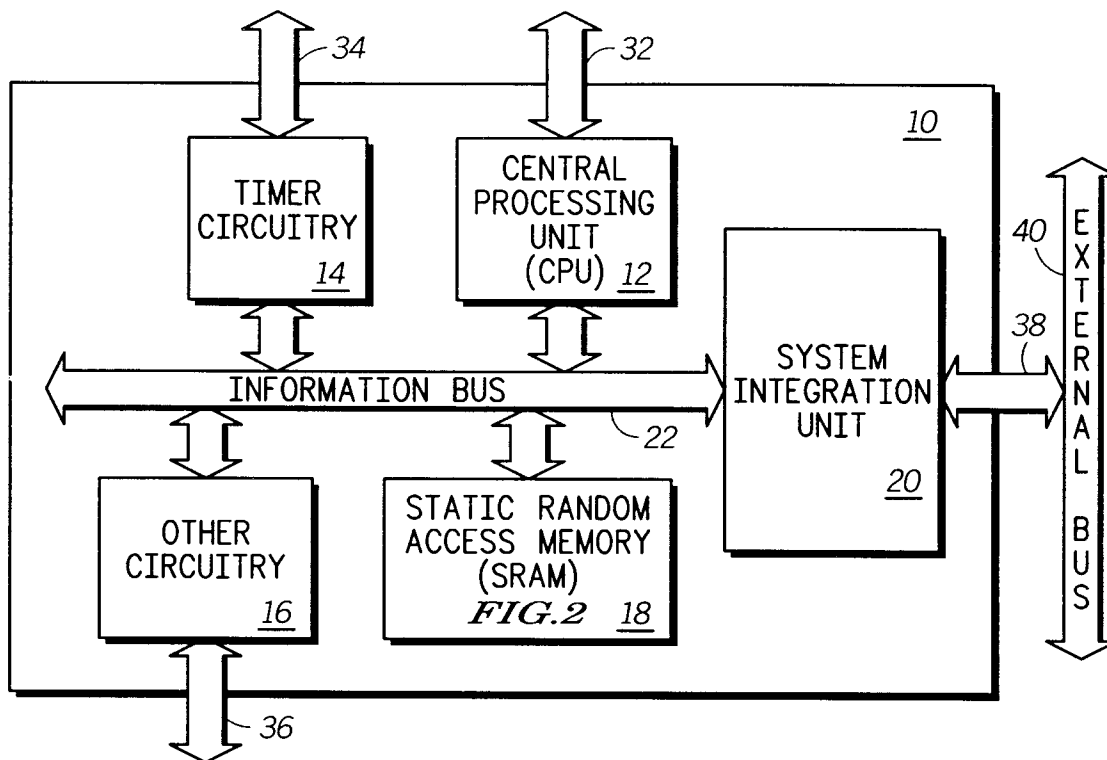 34
32
10
TIMER
CIRCUITRY
14
CENTRAL
PROCESSING
UNIT
(CPU) 12
SYSTEM
INTEGRATION
UNIT
20
INFORMATION BUS
22
OTHER
CIRCUITRY
16
STATIC RANDOM
ACCESS MEMORY
(SRAM)
FIG.2 18
36
38
40
EXTERNAL BUS